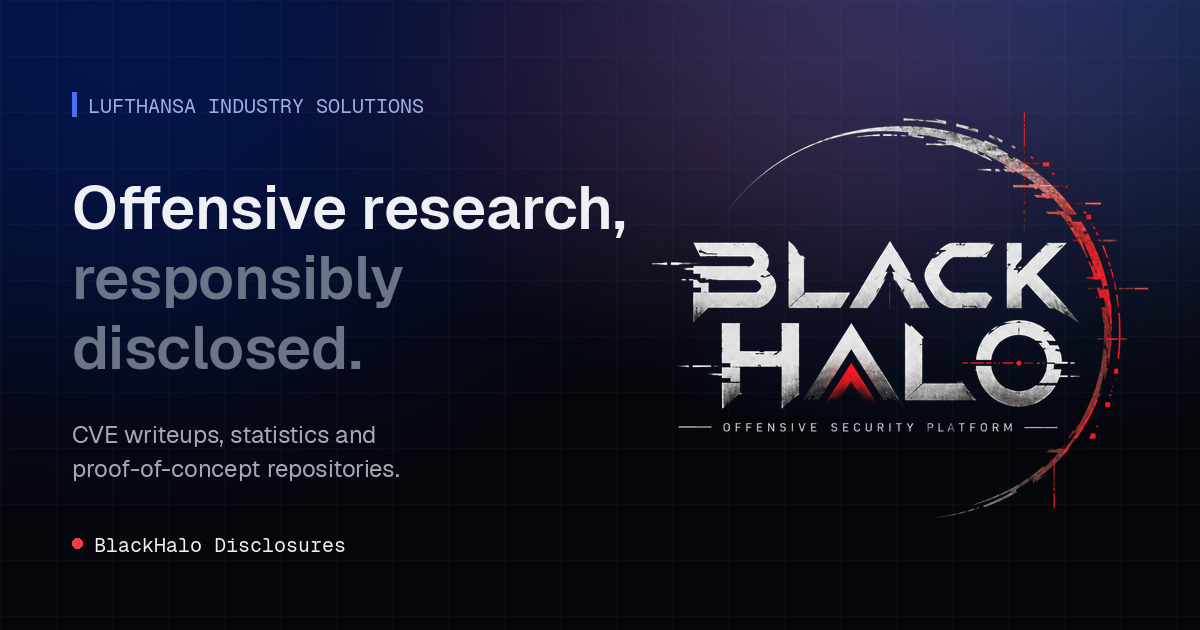 LUFTHANSA INDUSTRY SOLUTIONS
Offensive research,
responsibly
disclosed.
CVE writeups, statistics and
proof-of-concept repositories.
BlackHalo Disclosures
BLACK
HALO
OFFENSIVE SECURITY PLATFORM